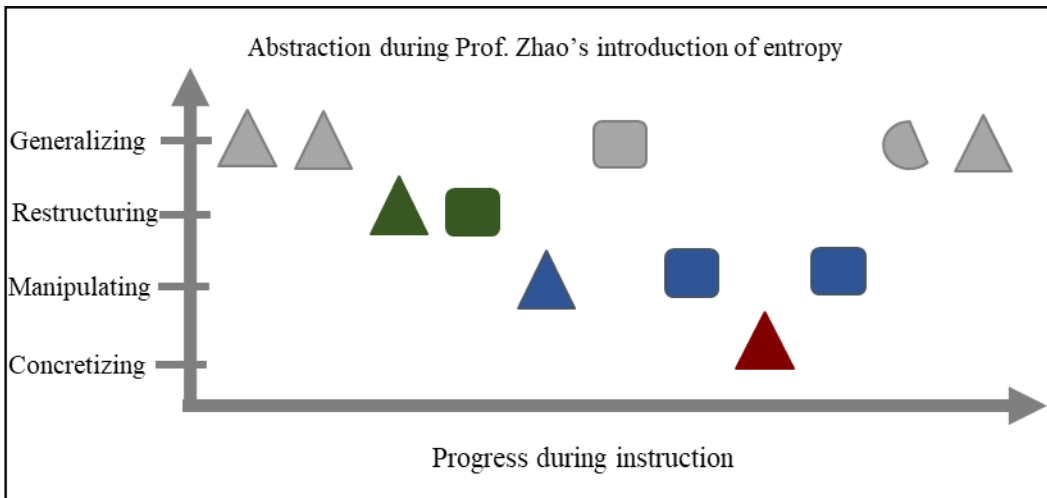 Abstraction during Prof. Zhao’s introduction of entropy
Generalizing
Restructuring
Manipulating
Concretizing
Progress during instruction